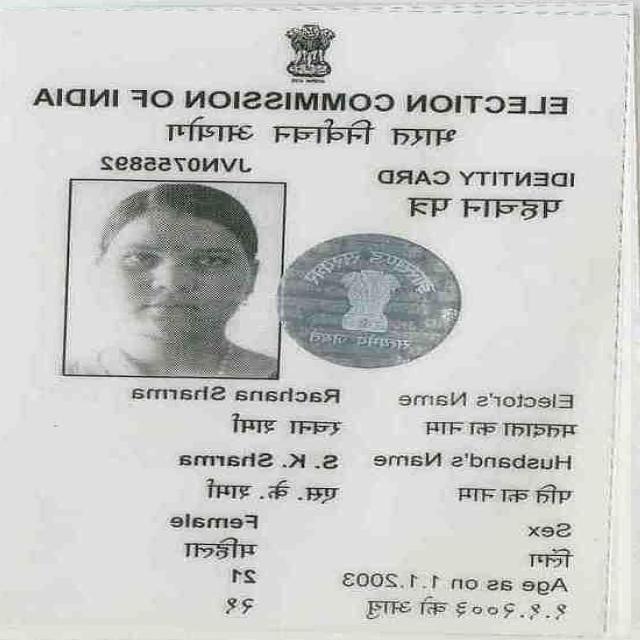 ELECTION COMMISSION OF INDIA
भारत निर्वाचन आयोग
IDENTITY CARD JVN0755892
पहचान पत्र
Elector's Name Rachana Sharma
मतदाता का नाम रचना शर्मा
Husband's Name S. K. Sharma
पति का नाम एस. के. शर्मा
Sex Female
लिंग महिला
Age as on 1.1.2003 21
१.१.२००३ को आयु २१